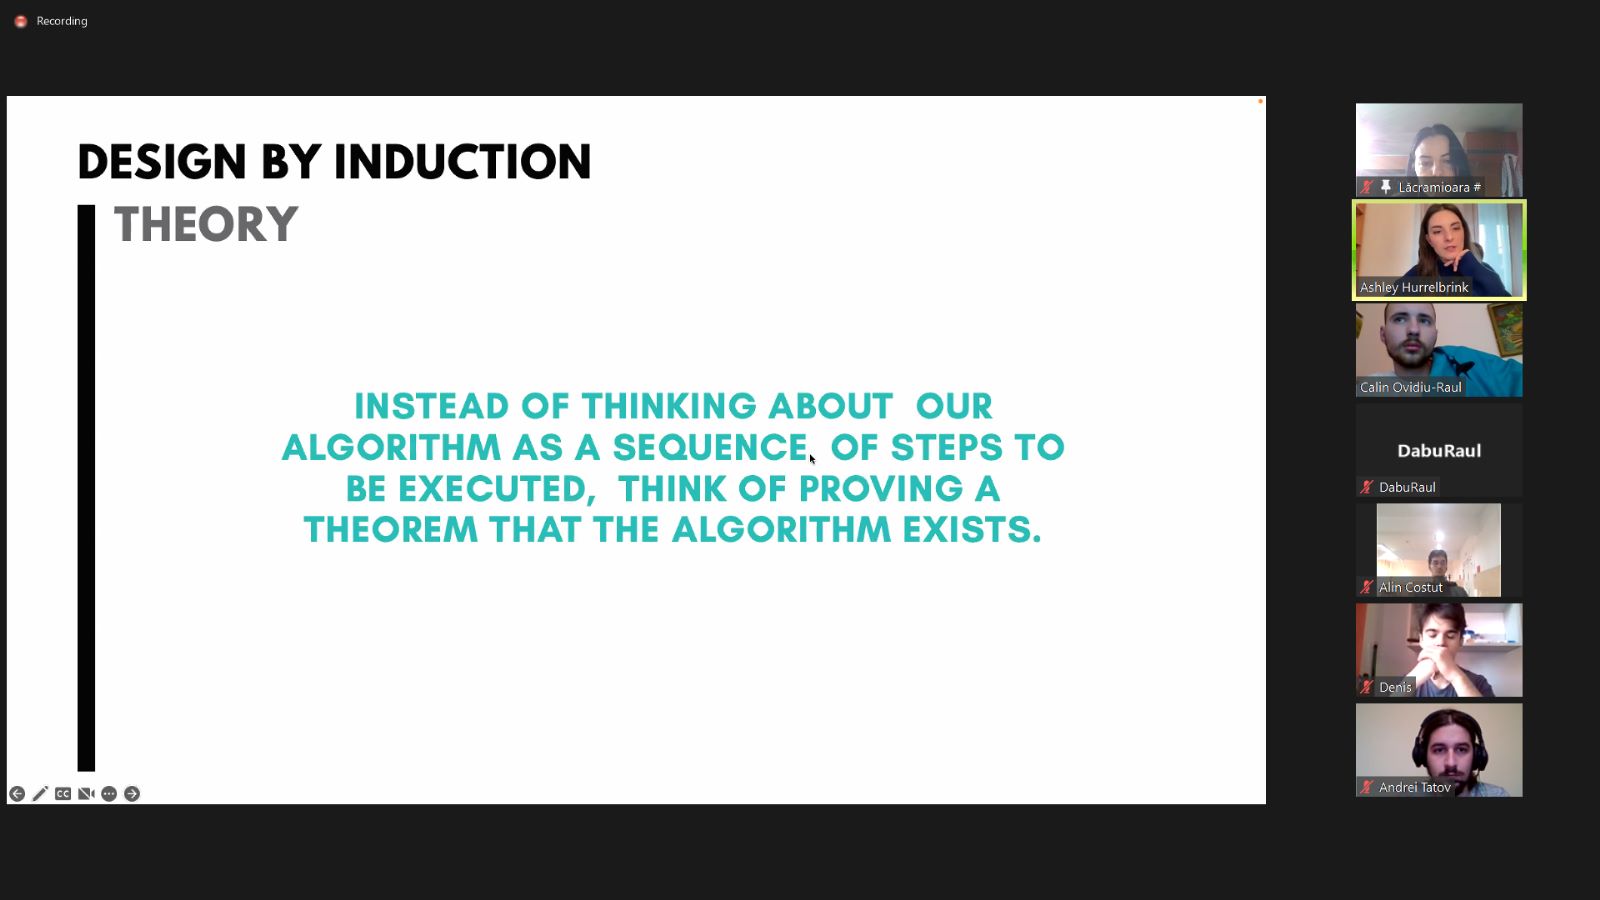 Recording
DESIGN BY INDUCTION
THEORY
INSTEAD OF THINKING ABOUT OUR
ALGORITHM AS A SEQUENCE, OF STEPS TO
BE EXECUTED, THINK OF PROVING A
THEOREM THAT THE ALGORITHM EXISTS.
CC
Lăcramioara #
Ashley Hurrelbrink
Calin Ovidiu-Raul
DabuRaul
DabuRaul
Alin Costut
Denis
Andrei Tatov